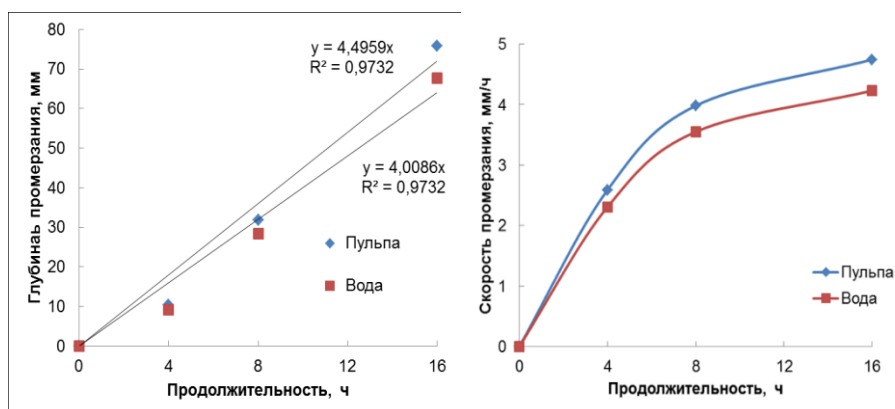 Глубинаь промерзания, мм
80
70
60
50
40
30
20
10
0
y = 4,4959x
R² = 0,9732
y = 4,0086x
R² = 0,9732
Пульпа
Вода
0 4 8 12 16
Продолжительность, ч
Скорость промерзания, мм/ч
5
4
3
2
1
0
Пульпа
Вода
0 4 8 12 16
Продолжительность, ч